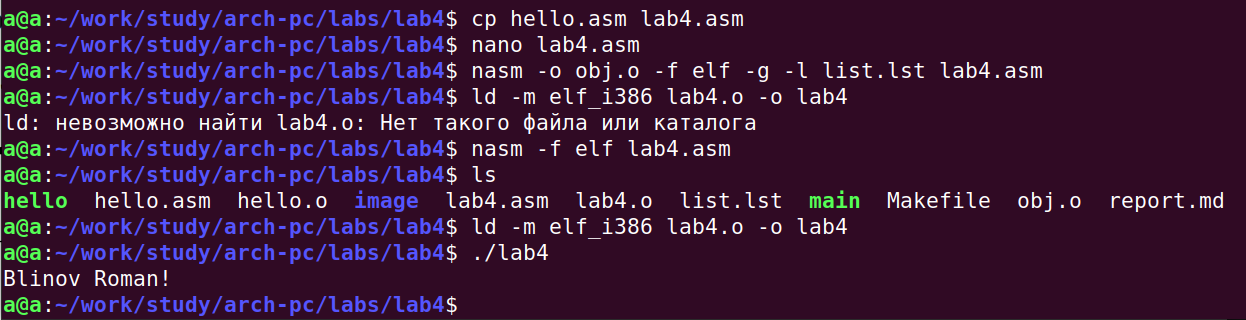 a@a:~/work/study/arch-pc/labs/lab4$ cp hello.asm lab4.asm
a@a:~/work/study/arch-pc/labs/lab4$ nano lab4.asm
a@a:~/work/study/arch-pc/labs/lab4$ nasm -o obj.o -f elf -g -l list.lst lab4.asm
a@a:~/work/study/arch-pc/labs/lab4$ ld -m elf_i386 lab4.o -o lab4
ld: невозможно найти lab4.o: Нет такого файла или каталога
a@a:~/work/study/arch-pc/labs/lab4$ nasm -f elf lab4.asm
a@a:~/work/study/arch-pc/labs/lab4$ ls
hello  hello.asm  hello.o  image  lab4.asm  lab4.o  list.lst  main  Makefile  obj.o  report.md
a@a:~/work/study/arch-pc/labs/lab4$ ld -m elf_i386 lab4.o -o lab4
a@a:~/work/study/arch-pc/labs/lab4$ ./lab4
Blinov Roman!
a@a:~/work/study/arch-pc/labs/lab4$